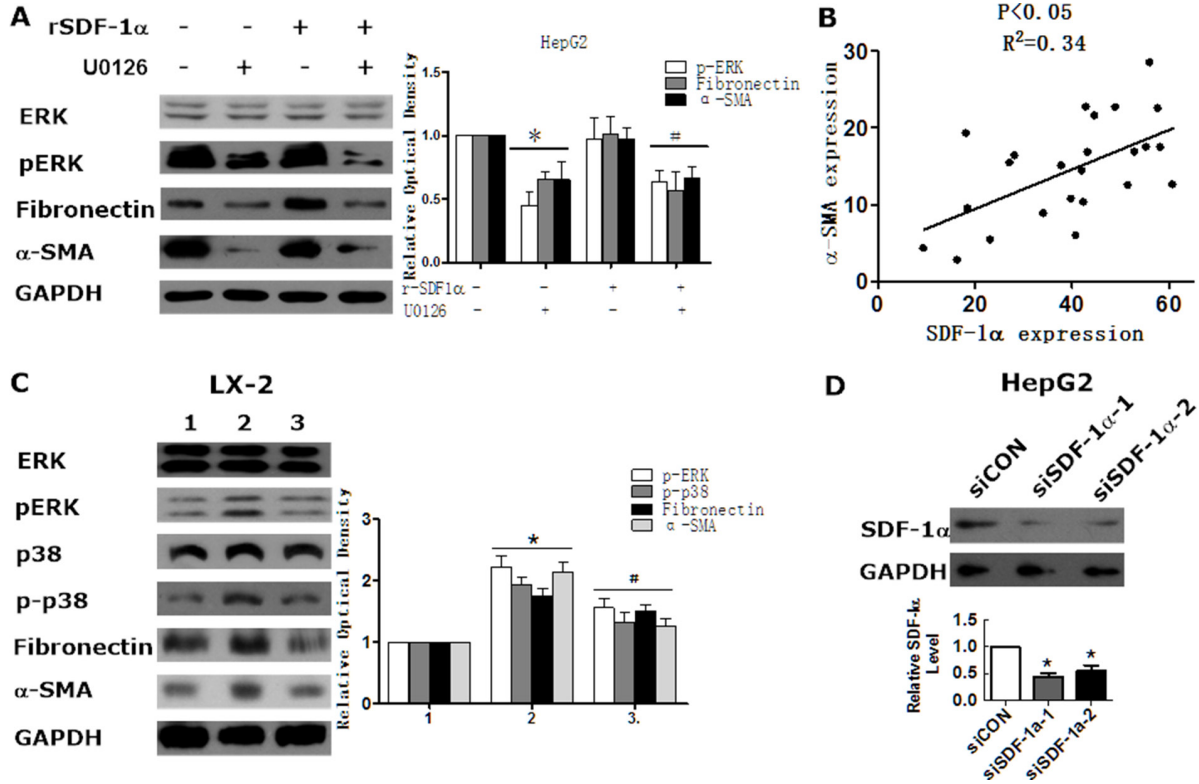 A
rSDF-1α - - + +
U0126 - + - +
ERK
pERK
Fibronectin
α-SMA
GAPDH
HepG2
p-ERK
Fibronectin
α-SMA
Relative Optical Density
1.5
1.0
0.5
0.0
*
#
r-SDF1α - - + +
U0126 - + - +
B
P<0.05
R²=0.34
α-SMA expression
30
20
10
0
0 20 40 60
SDF-1α expression
C
LX-2
1 2 3
ERK
pERK
p38
p-p38
Fibronectin
α-SMA
GAPDH
p-ERK
p-p38
Fibronectin
α-SMA
Relative Optical Density
3
2
1
0
*
#
1 2 3.
D
HepG2
siCON siSDF-1α-1 siSDF-1α-2
SDF-1α
GAPDH
Relative SDF-1α
Level
1.5
1.0
0.5
0.0
* *
siCON siSDF-1a-1 siSDF-1a-2